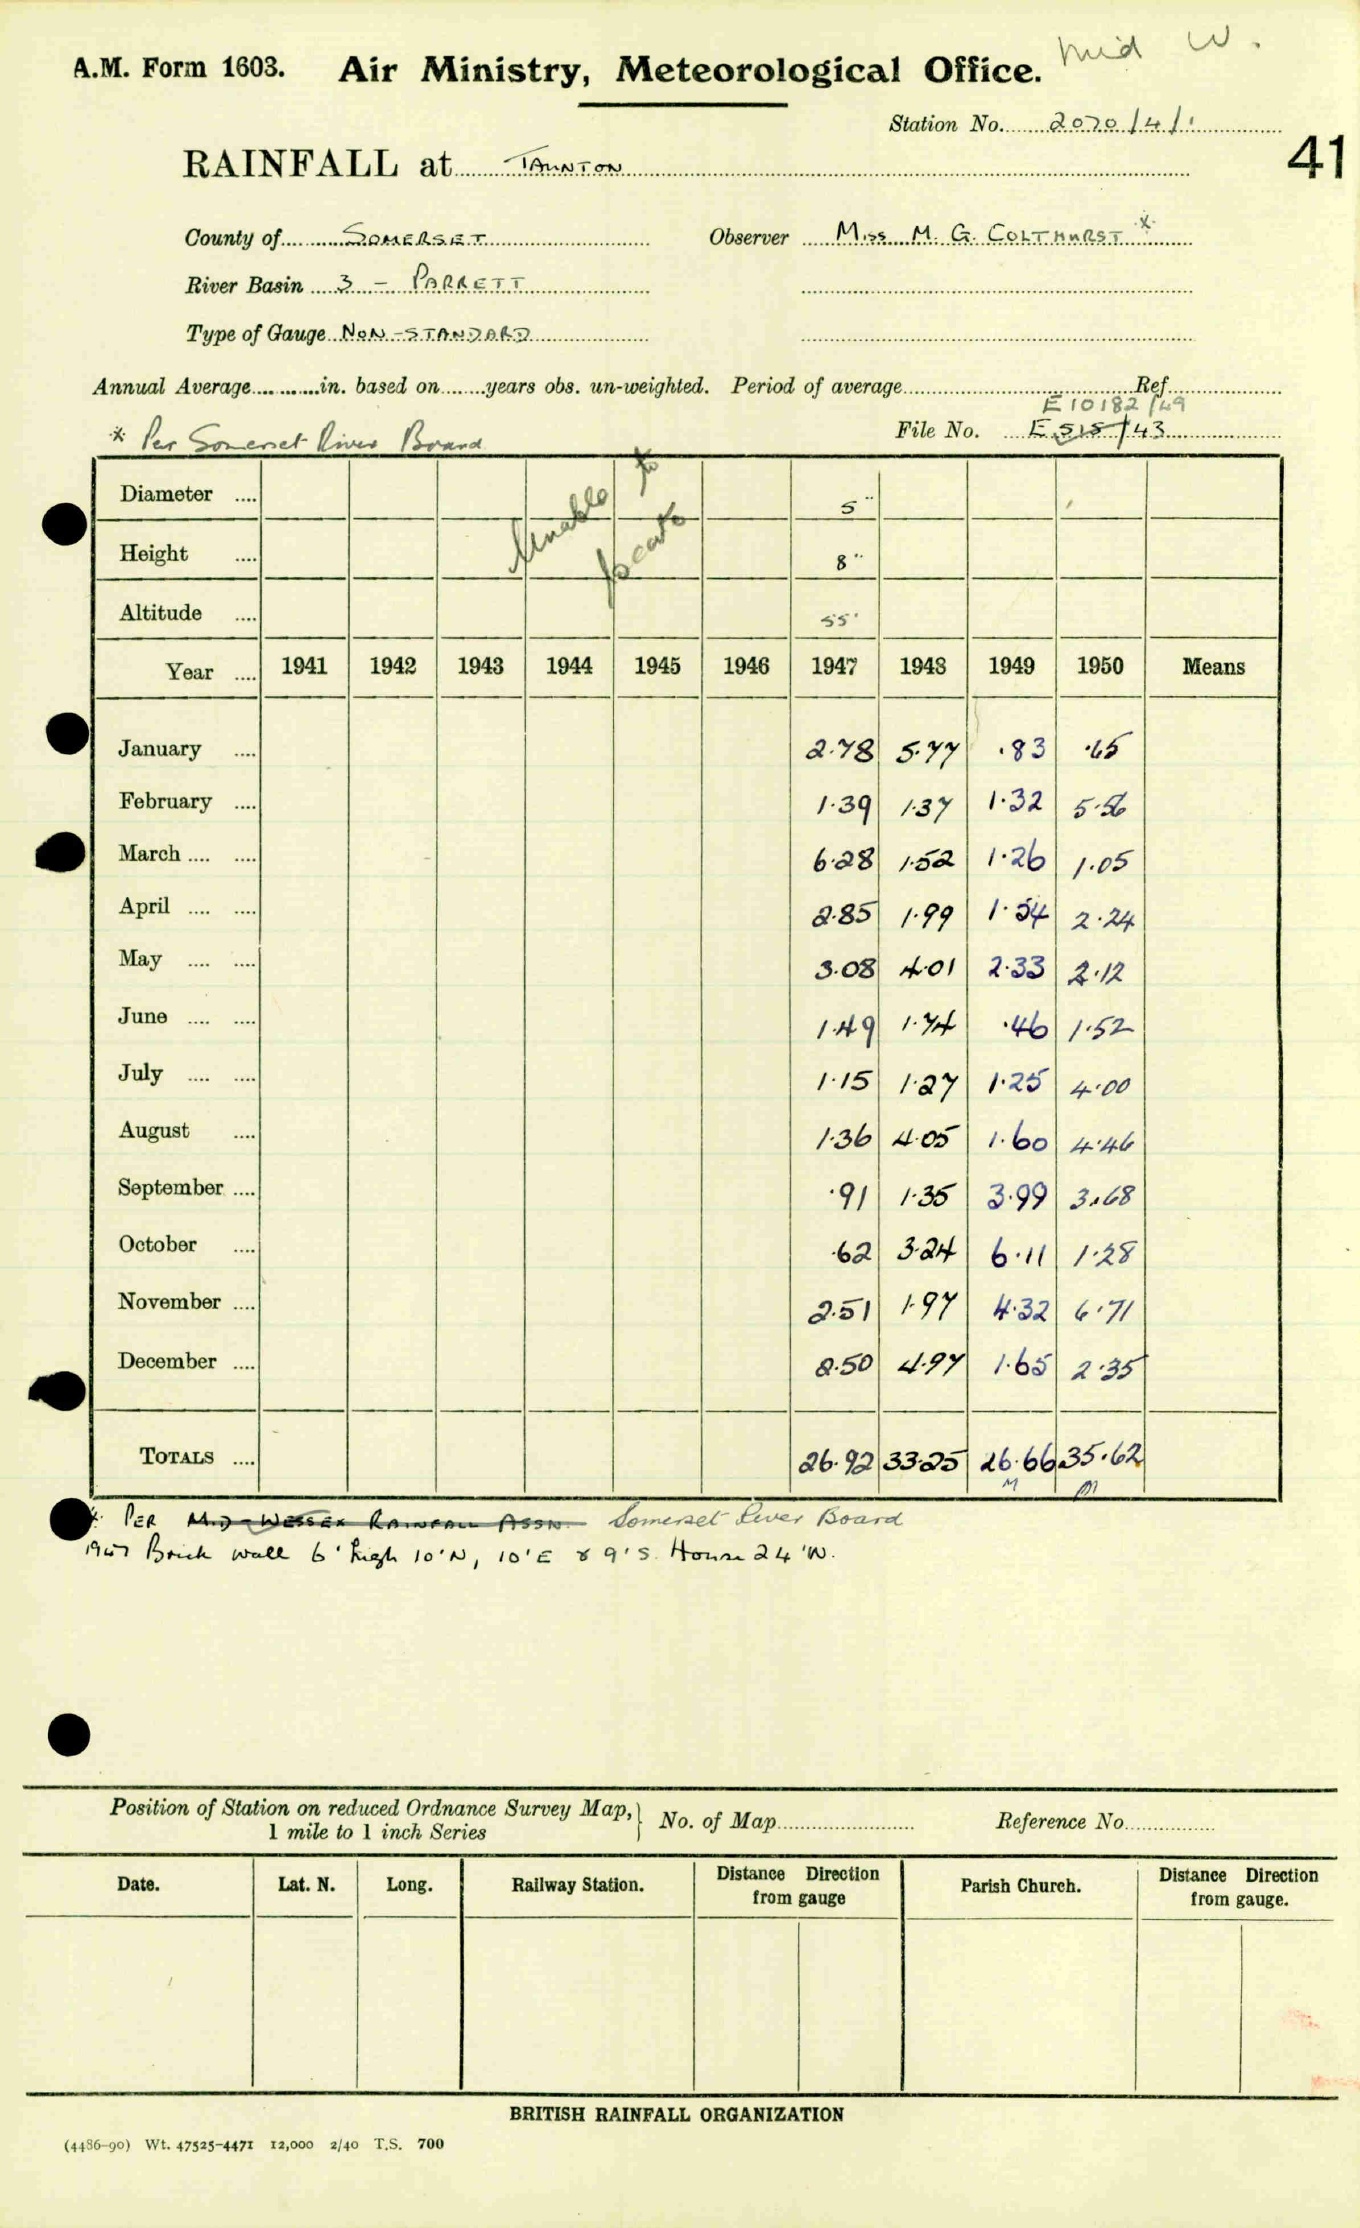 Mid W.
A.M. Form 1603. Air Ministry, Meteorological Office.
Station No. 2070/4/1
41
RAINFALL at TAUNTON
County of SOMERSET Observer Miss M. G. COLTHURST *
River Basin 3 - PARRETT
Type of Gauge NON-STANDARD
Annual Average in. based on years obs. un-weighted. Period of average Ref
E10182/49
* Per Somerset River Board File No. E515/43
Unable to locate
Diameter .... 5"
Height .... 8"
Altitude .... 55'
Year .... 1941 1942 1943 1944 1945 1946 1947 1948 1949 1950 Means
January .... 2.78 5.77 .83 .65
February .... 1.39 1.37 1.32 5.56
March .... .... 6.28 1.52 1.26 1.05
April .... .... 2.85 1.99 1.54 2.24
May .... .... 3.08 4.01 2.33 2.12
June .... .... 1.49 1.74 .46 1.52
July .... .... 1.15 1.27 1.25 4.00
August .... 1.36 4.05 1.60 4.46
September .... .91 1.35 3.99 3.68
October .... .62 3.24 6.11 1.28
November .... 2.51 1.97 4.32 6.71
December .... 2.50 4.97 1.65 2.35
TOTALS .... 26.92 33.25 26.66 35.62
M M
* PER MID-WESSEX RAINFALL ASSN. Somerset River Board
1947 Brick wall 6' high 10'N, 10'E & 9'S. House 24'W.
Position of Station on reduced Ordnance Survey Map, 1 mile to 1 inch Series } No. of Map Reference No.
Date. Lat. N. Long. Railway Station. Distance Direction from gauge Parish Church. Distance Direction from gauge.
BRITISH RAINFALL ORGANIZATION
(4486-90) Wt. 47525-4471 12,000 2/40 T.S. 700